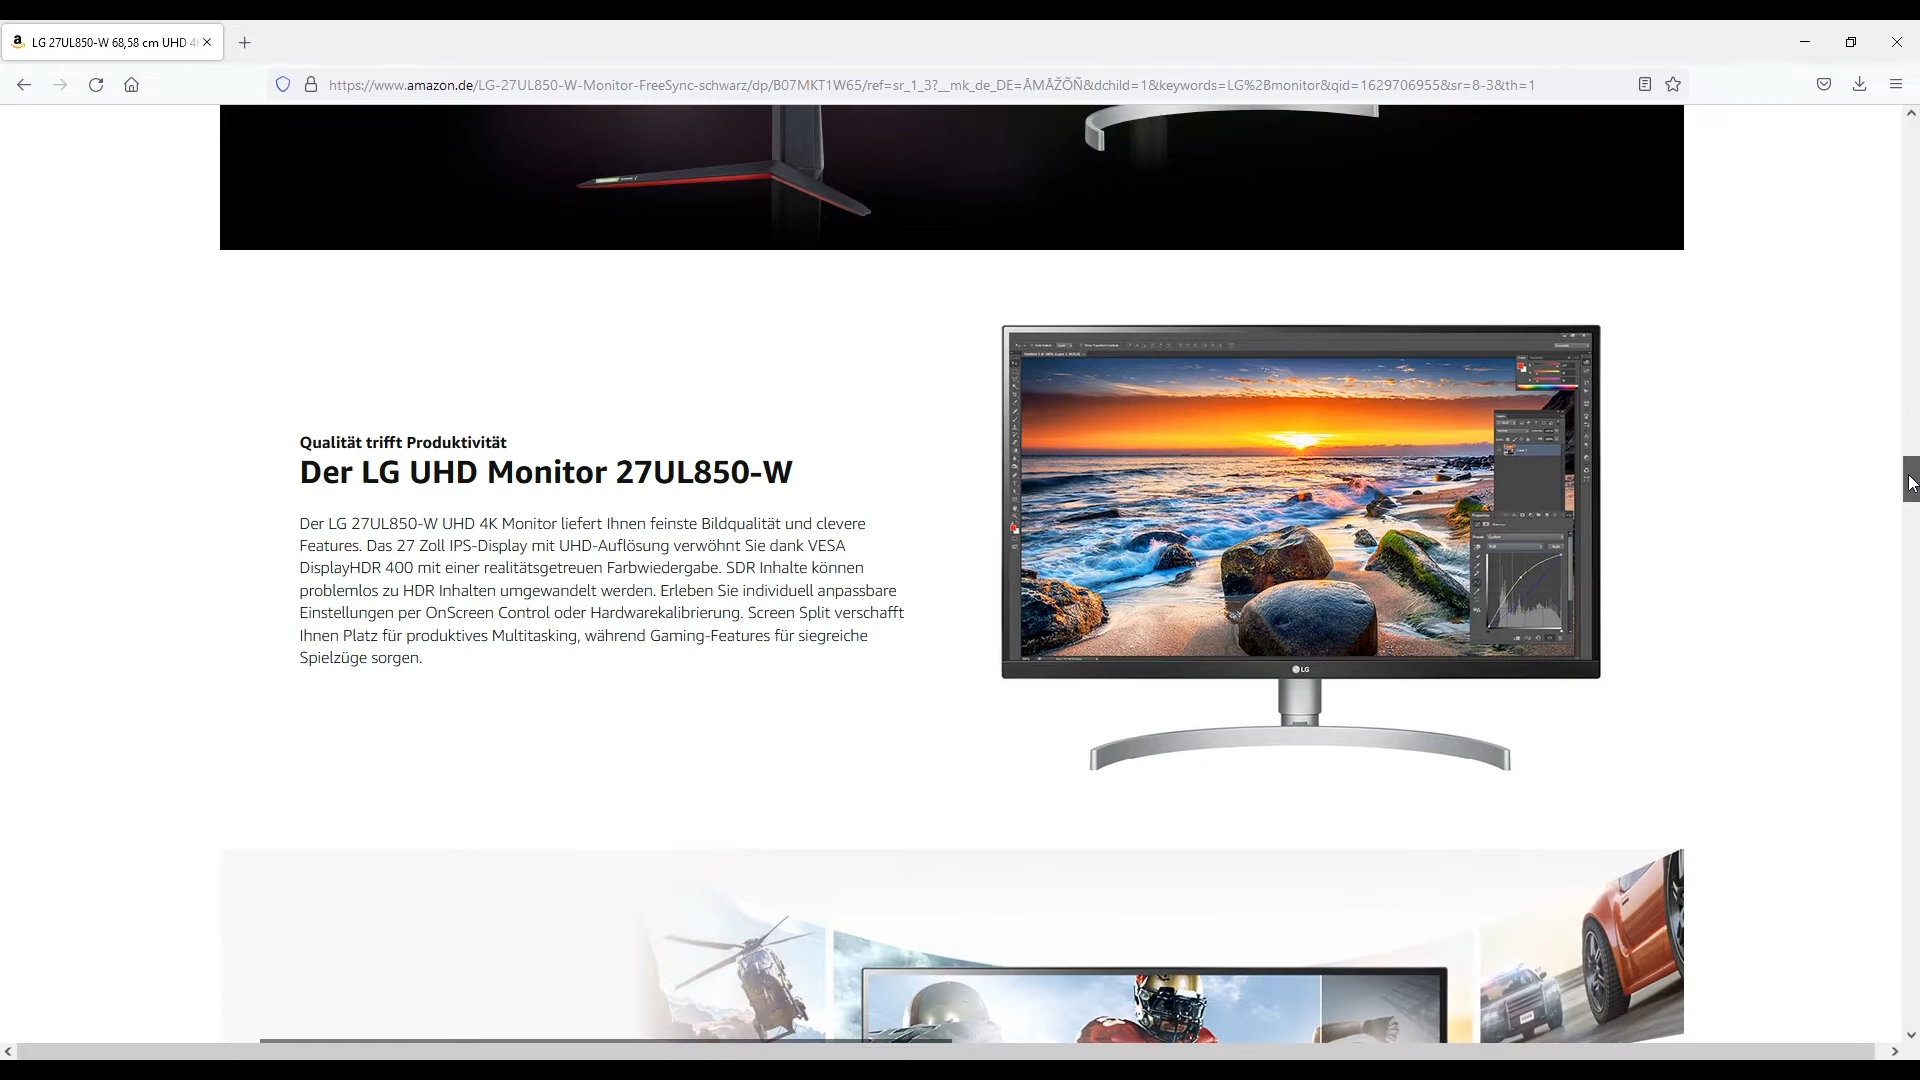 LG 27UL850-W 68,58 cm UHD 4
https://www.amazon.de/LG-27UL850-W-Monitor-FreeSync-schwarz/dp/B07MKT1W65/ref=sr_1_3?__mk_de_DE=ÅMÅŽÕÑ&dchild=1&keywords=LG%2Bmonitor&qid=1629706955&sr=8-3&th=1
Qualität trifft Produktivität
Der LG UHD Monitor 27UL850-W
Der LG 27UL850-W UHD 4K Monitor liefert Ihnen feinste Bildqualität und clevere
Features. Das 27 Zoll IPS-Display mit UHD-Auflösung verwöhnt Sie dank VESA
DisplayHDR 400 mit einer realitätsgetreuen Farbwiedergabe. SDR Inhalte können
problemlos zu HDR Inhalten umgewandelt werden. Erleben Sie individuell anpassbare
Einstellungen per OnScreen Control oder Hardwarekalibrierung. Screen Split verschafft
Ihnen Platz für produktives Multitasking, während Gaming-Features für siegreiche
Spielzüge sorgen.
LG